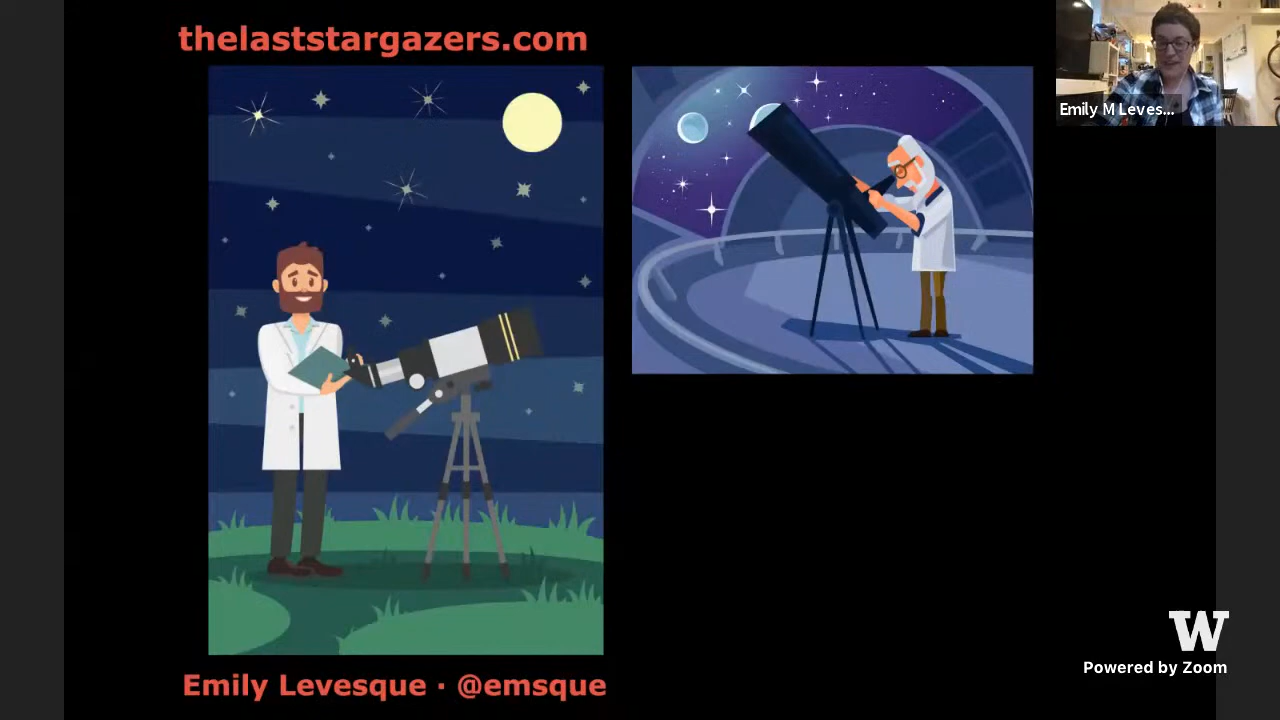 thelaststargazers.com
Emily M Leves...
W
Powered by Zoom
Emily Levesque · @emsque